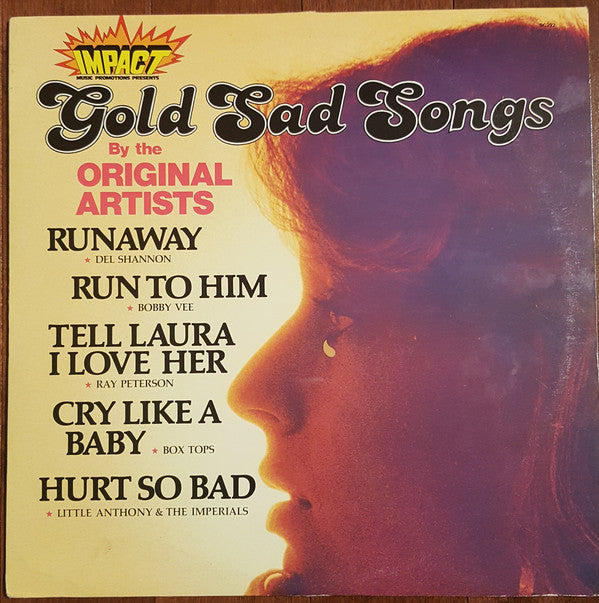 IMPACT
MUSIC PROMOTIONS PRESENTS
Gold Sad Songs
By the
ORIGINAL
ARTISTS
RUNAWAY
★ DEL SHANNON
RUN TO HIM
★ BOBBY VEE
TELL LAURA
I LOVE HER
★ RAY PETERSON
CRY LIKE A
BABY ★ BOX TOPS
HURT SO BAD
★ LITTLE ANTHONY & THE IMPERIALS